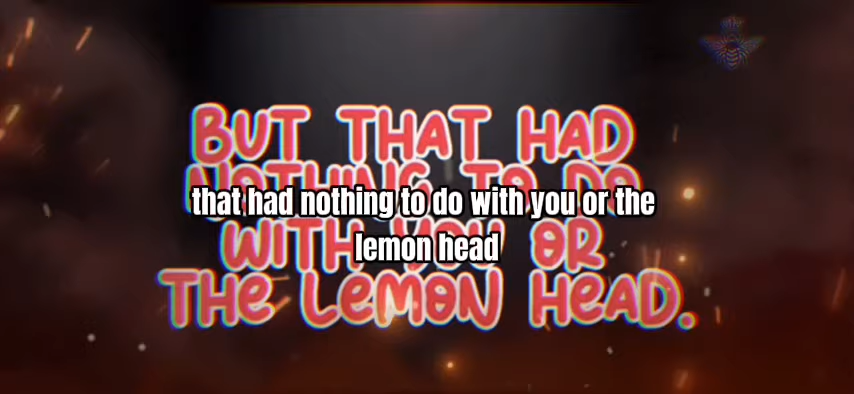 BUT THAT HAD
NOTHING TO DO
WITH YOU OR
THE LEMON HEAD.
that had nothing to do with you or the
lemon head